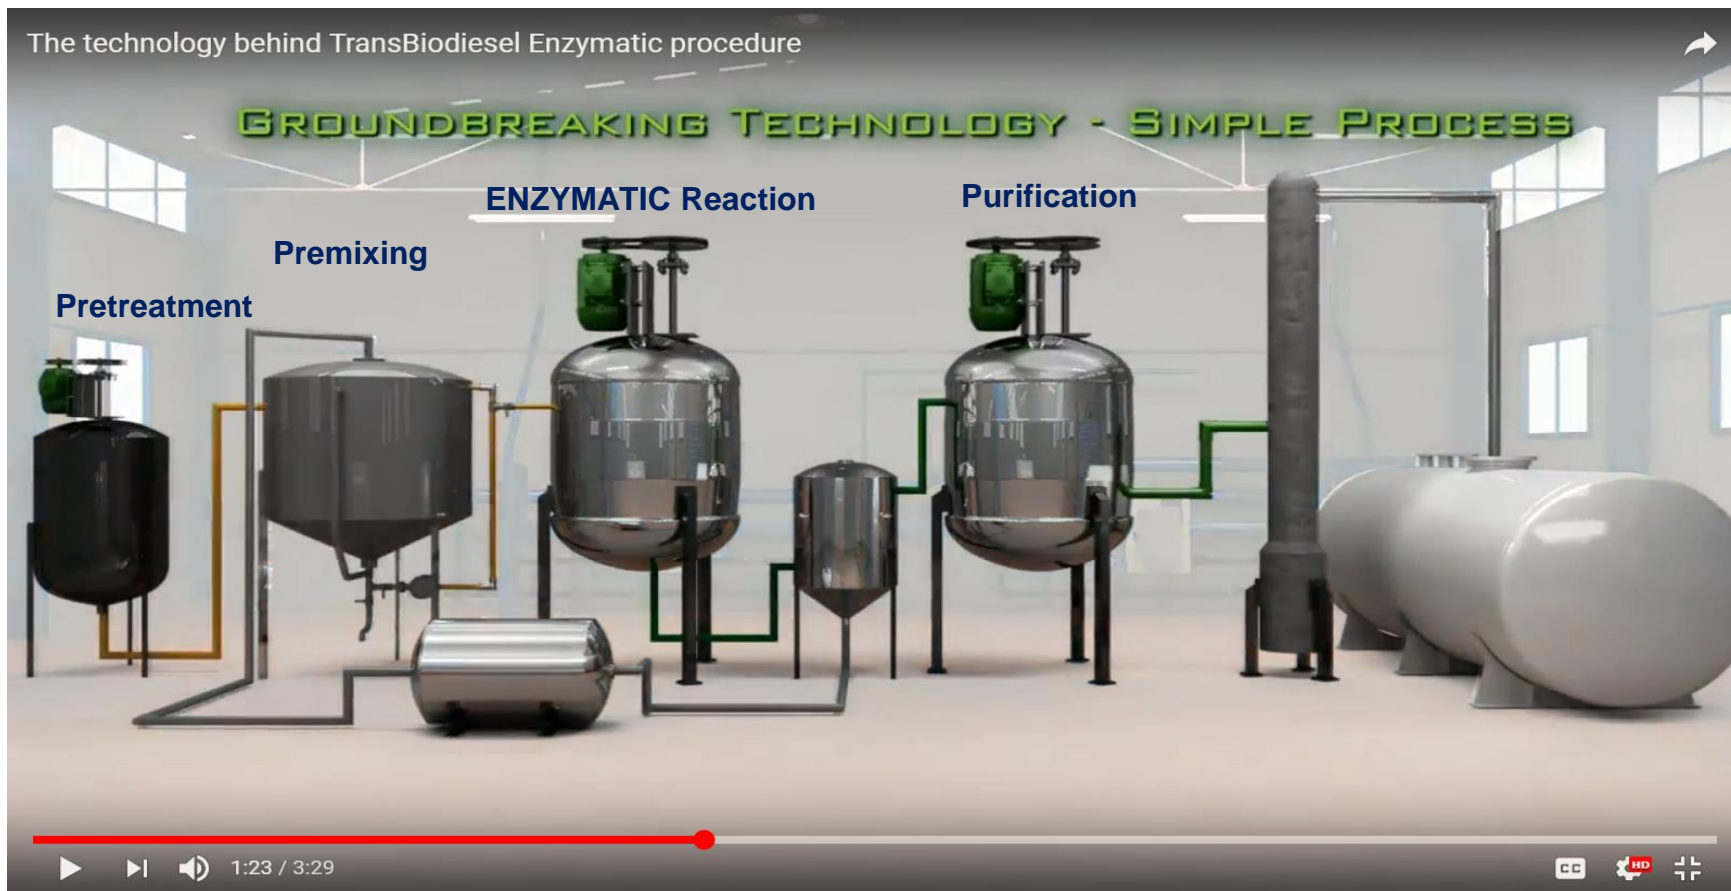 The technology behind TransBiodiesel Enzymatic procedure
GROUNDBREAKING TECHNOLOGY - SIMPLE PROCESS
ENZYMATIC Reaction
Purification
Premixing
Pretreatment
1:23 / 3:29
CC
HD